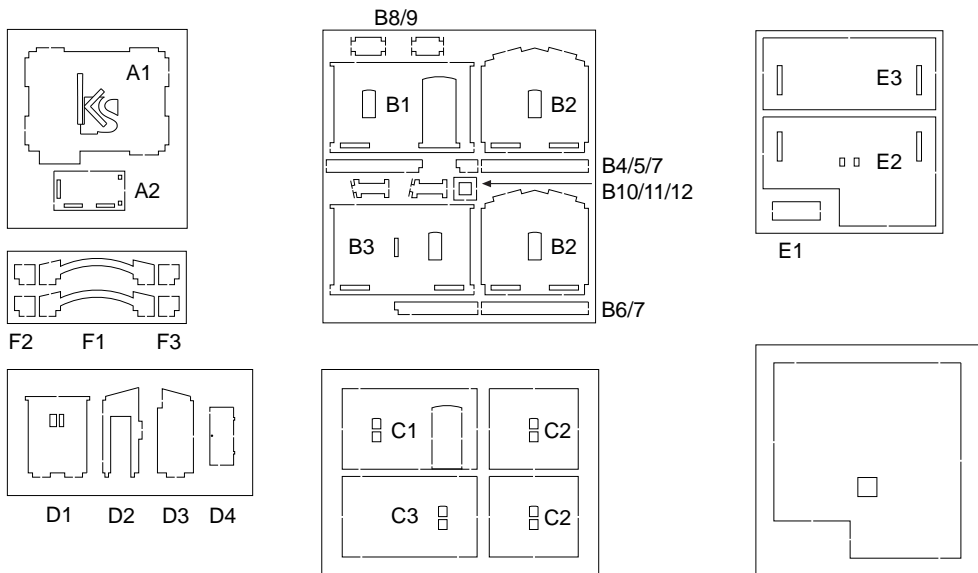 B8/9
A1
KS
B1
B2
E3
A2
B4/5/7
E2
B10/11/12
B3
B2
E1
B6/7
F2 F1 F3
C1
C2
D1 D2 D3 D4
C3
C2